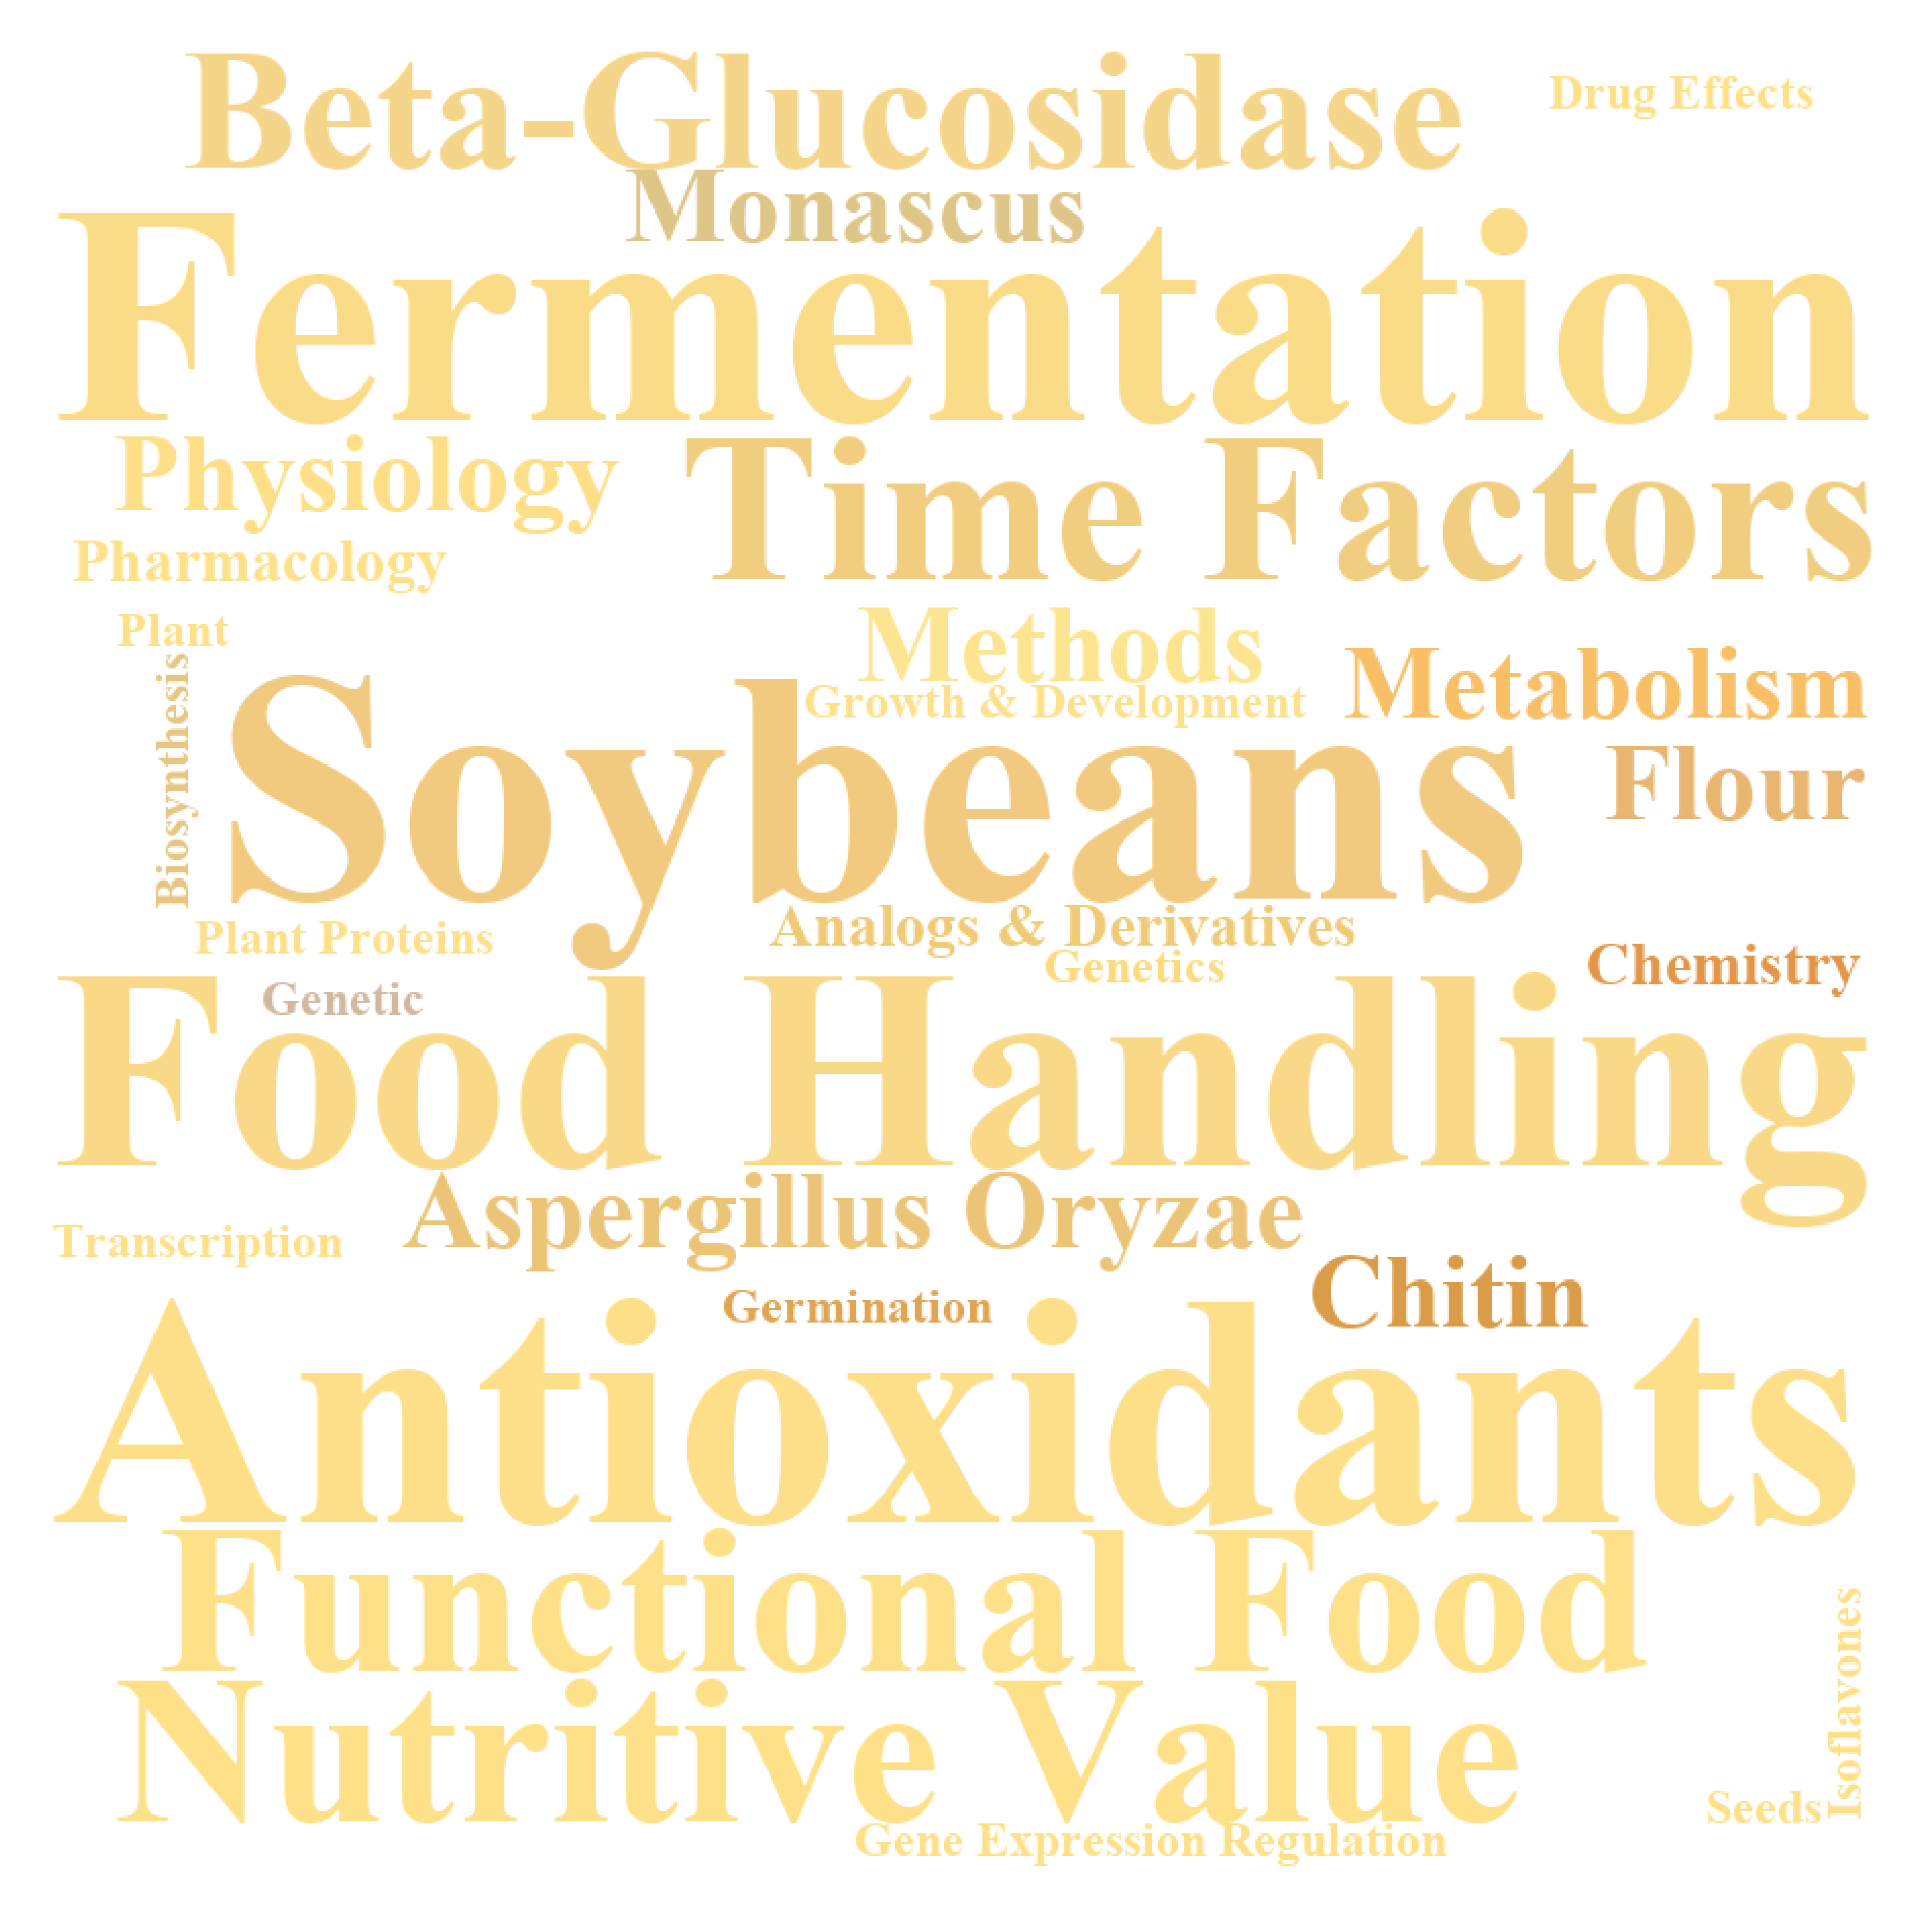 Beta-Glucosidase
Drug Effects
Monascus
Fermentation
Physiology
Time Factors
Pharmacology
Plant
Methods
Metabolism
Growth & Development
Biosynthesis
Soybeans
Flour
Plant Proteins
Analogs & Derivatives
Genetics
Chemistry
Genetic
Food Handling
Aspergillus Oryzae
Transcription
Chitin
Germination
Antioxidants
Functional Food
Isoflavones
Nutritive Value
Seeds
Gene Expression Regulation